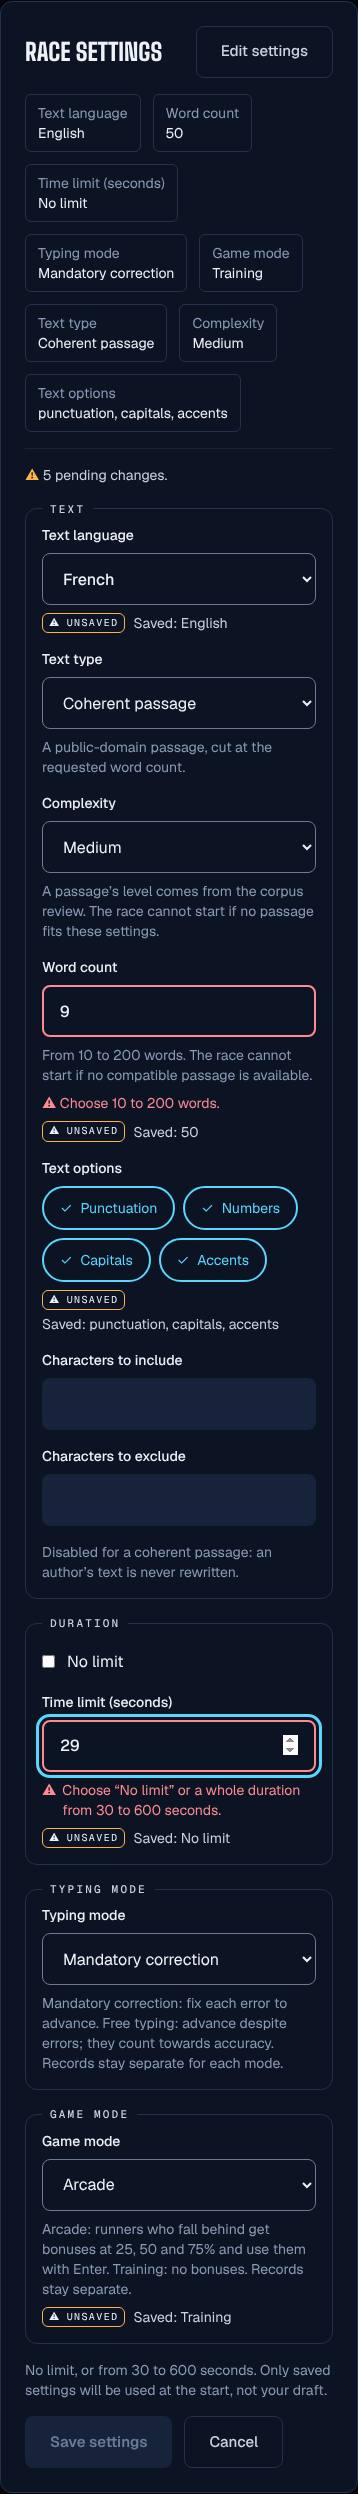 RACE SETTINGS
Edit settings
Text language
English
Word count
50
Time limit (seconds)
No limit
Typing mode
Mandatory correction
Game mode
Training
Text type
Coherent passage
Complexity
Medium
Text options
punctuation, capitals, accents
5 pending changes.
TEXT
Text language
French
UNSAVED Saved: English
Text type
Coherent passage
A public-domain passage, cut at the
requested word count.
Complexity
Medium
A passage’s level comes from the corpus
review. The race cannot start if no passage
fits these settings.
Word count
9
From 10 to 200 words. The race cannot
start if no compatible passage is available.
Choose 10 to 200 words.
UNSAVED Saved: 50
Text options
✓ Punctuation ✓ Numbers
✓ Capitals ✓ Accents
UNSAVED
Saved: punctuation, capitals, accents
Characters to include
Characters to exclude
Disabled for a coherent passage: an
author’s text is never rewritten.
DURATION
No limit
Time limit (seconds)
29
Choose “No limit” or a whole duration
from 30 to 600 seconds.
UNSAVED Saved: No limit
TYPING MODE
Typing mode
Mandatory correction
Mandatory correction: fix each error to
advance. Free typing: advance despite
errors; they count towards accuracy.
Records stay separate for each mode.
GAME MODE
Game mode
Arcade
Arcade: runners who fall behind get
bonuses at 25, 50 and 75% and use them
with Enter. Training: no bonuses. Records
stay separate.
UNSAVED Saved: Training
No limit, or from 30 to 600 seconds. Only saved
settings will be used at the start, not your draft.
Save settings
Cancel